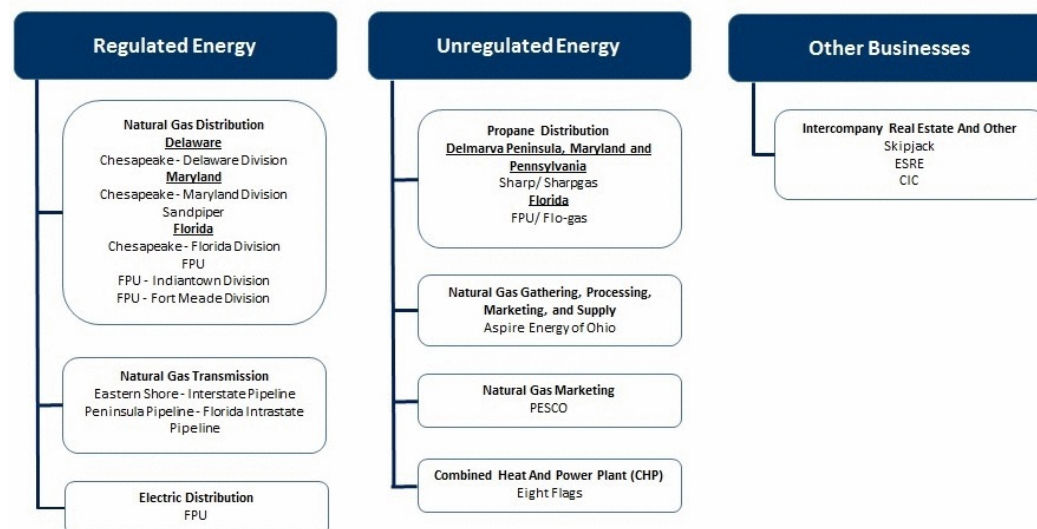 Regulated Energy
Natural Gas Distribution
Delaware
Chesapeake - Delaware Division
Maryland
Chesapeake - Maryland Division
Sandpiper
Florida
Chesapeake - Florida Division
FPU
FPU - Indiantown Division
FPU - Fort Meade Division
Natural Gas Transmission
Eastern Shore - Interstate Pipeline
Peninsula Pipeline - Florida Intrastate
Pipeline
Electric Distribution
FPU
Unregulated Energy
Propane Distribution
Delmarva Peninsula, Maryland and
Pennsylvania
Sharp/ Sharpgas
Florida
FPU/ Flo-gas
Natural Gas Gathering, Processing,
Marketing, and Supply
Aspire Energy of Ohio
Natural Gas Marketing
PESCO
Combined Heat And Power Plant (CHP)
Eight Flags
Other Businesses
Intercompany Real Estate And Other
Skipjack
ESRE
CIC